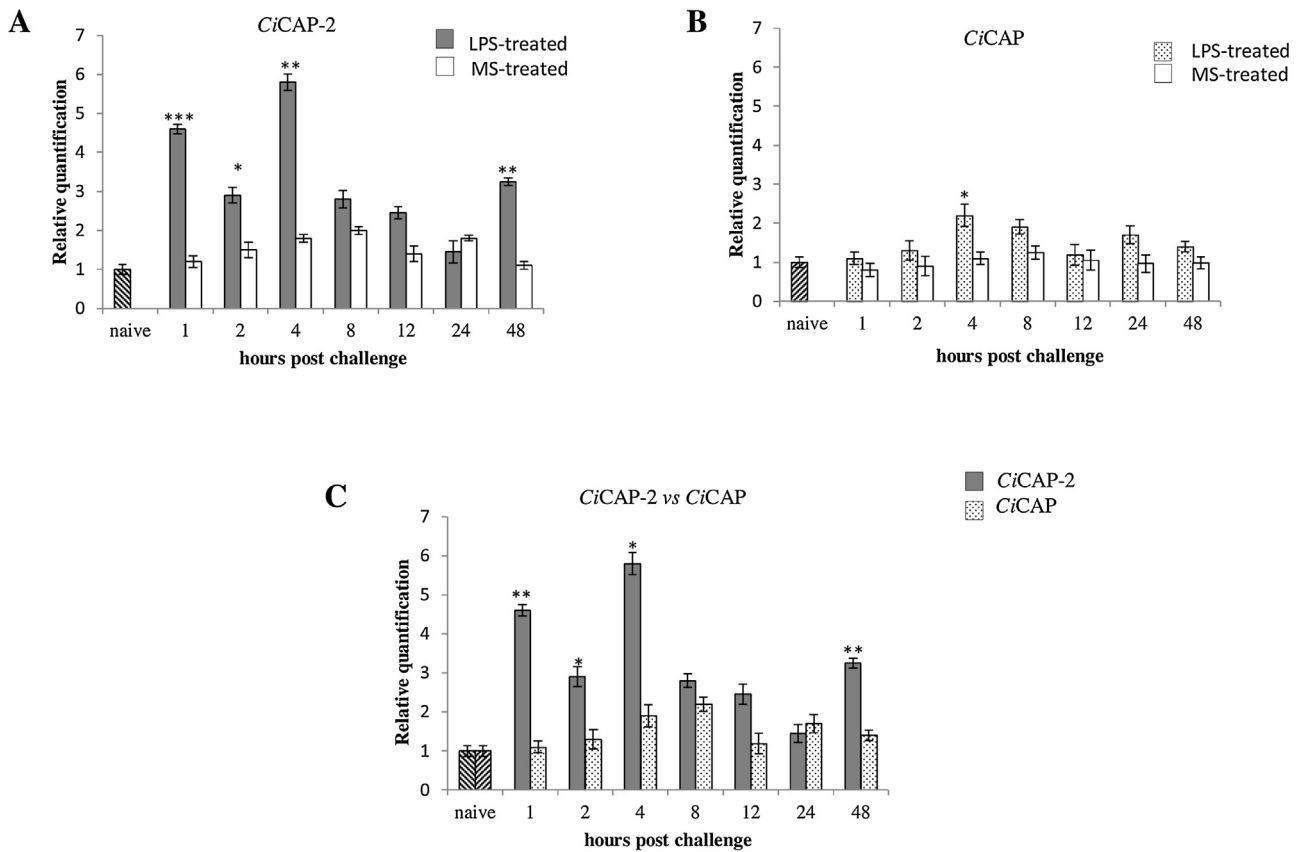 A
CiCAP-2
LPS-treated
MS-treated
Relative quantification
7
6
5
4
3
2
1
0
***
*
**
**
naive 1 2 4 8 12 24 48
hours post challenge
B
CiCAP
LPS-treated
MS-treated
Relative quantification
7
6
5
4
3
2
1
0
*
naive 1 2 4 8 12 24 48
hours post challenge
C
CiCAP-2 vs CiCAP
CiCAP-2
CiCAP
Relative quantification
7
6
5
4
3
2
1
0
**
*
*
**
naive 1 2 4 8 12 24 48
hours post challenge